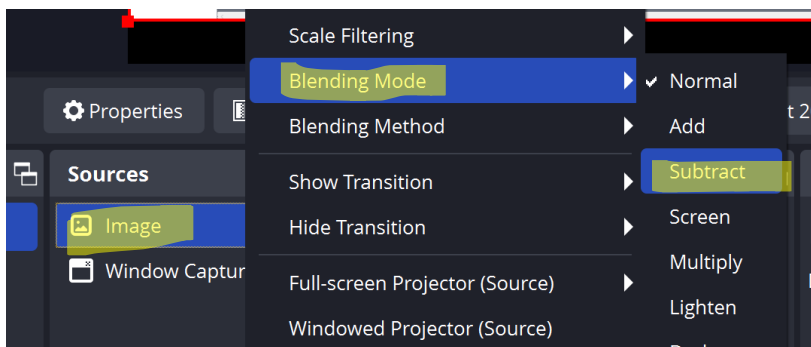 Scale Filtering
Blending Mode
Normal
Properties
Blending Method
Add
Sources
Show Transition
Subtract
Image
Hide Transition
Screen
Window Captur
Full-screen Projector (Source)
Multiply
Windowed Projector (Source)
Lighten